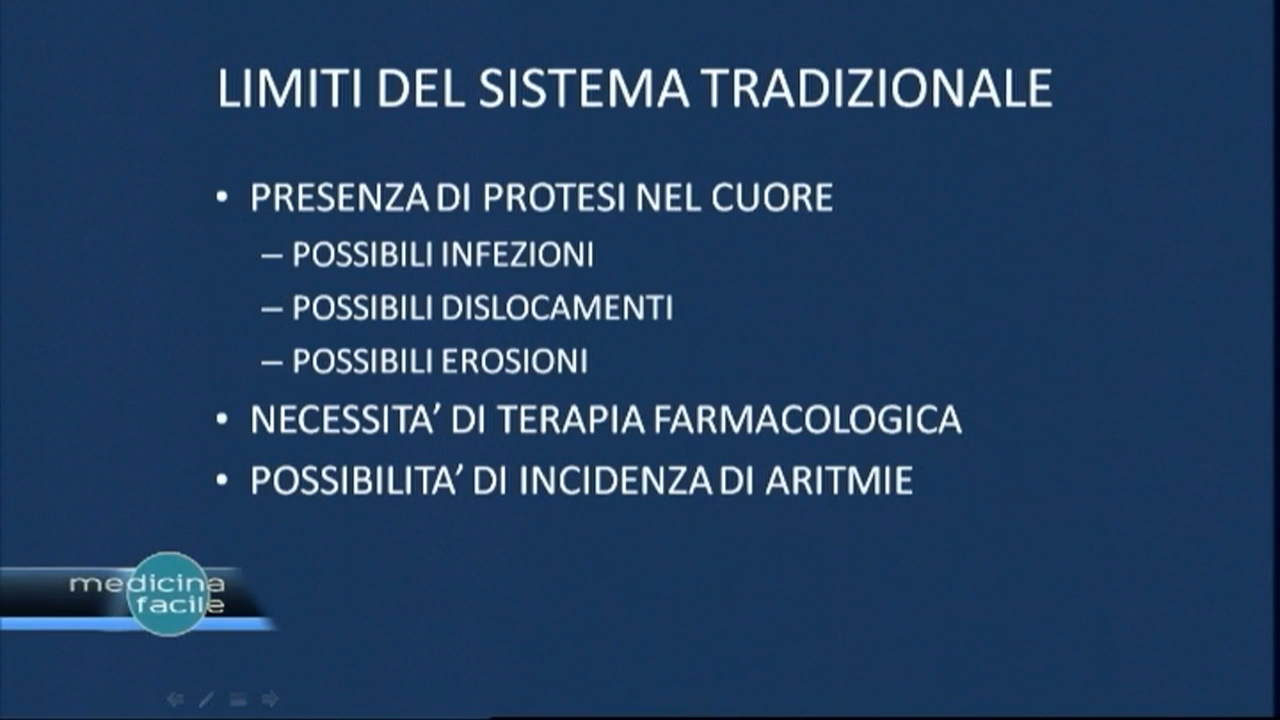 LIMITI DEL SISTEMA TRADIZIONALE
• PRESENZA DI PROTESI NEL CUORE
– POSSIBILI INFEZIONI
– POSSIBILI DISLOCAMENTI
– POSSIBILI EROSIONI
• NECESSITA’ DI TERAPIA FARMACOLOGICA
• POSSIBILITA’ DI INCIDENZA DI ARITMIE
medicina
facile